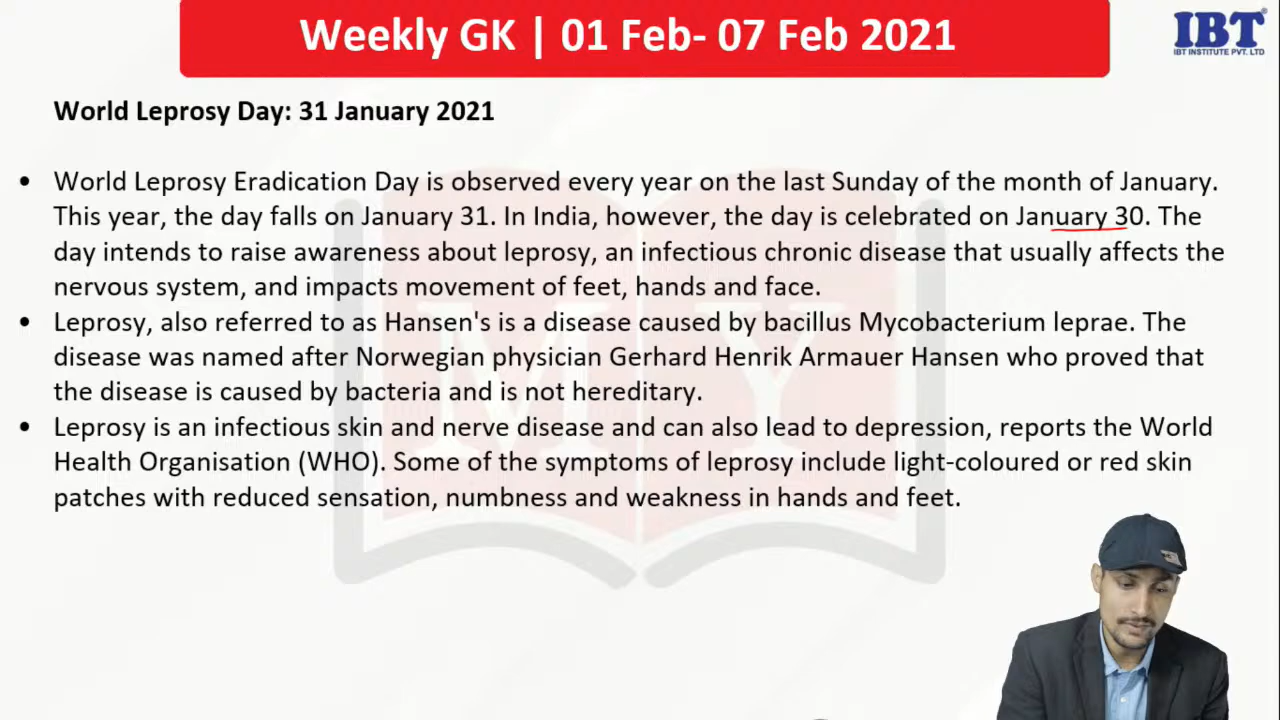 Weekly GK | 01 Feb- 07 Feb 2021
IBT
IBT INSTITUTE PVT. LTD
World Leprosy Day: 31 January 2021
• World Leprosy Eradication Day is observed every year on the last Sunday of the month of January.
This year, the day falls on January 31. In India, however, the day is celebrated on January 30. The
day intends to raise awareness about leprosy, an infectious chronic disease that usually affects the
nervous system, and impacts movement of feet, hands and face.
• Leprosy, also referred to as Hansen's is a disease caused by bacillus Mycobacterium leprae. The
disease was named after Norwegian physician Gerhard Henrik Armauer Hansen who proved that
the disease is caused by bacteria and is not hereditary.
• Leprosy is an infectious skin and nerve disease and can also lead to depression, reports the World
Health Organisation (WHO). Some of the symptoms of leprosy include light-coloured or red skin
patches with reduced sensation, numbness and weakness in hands and feet.
M Y